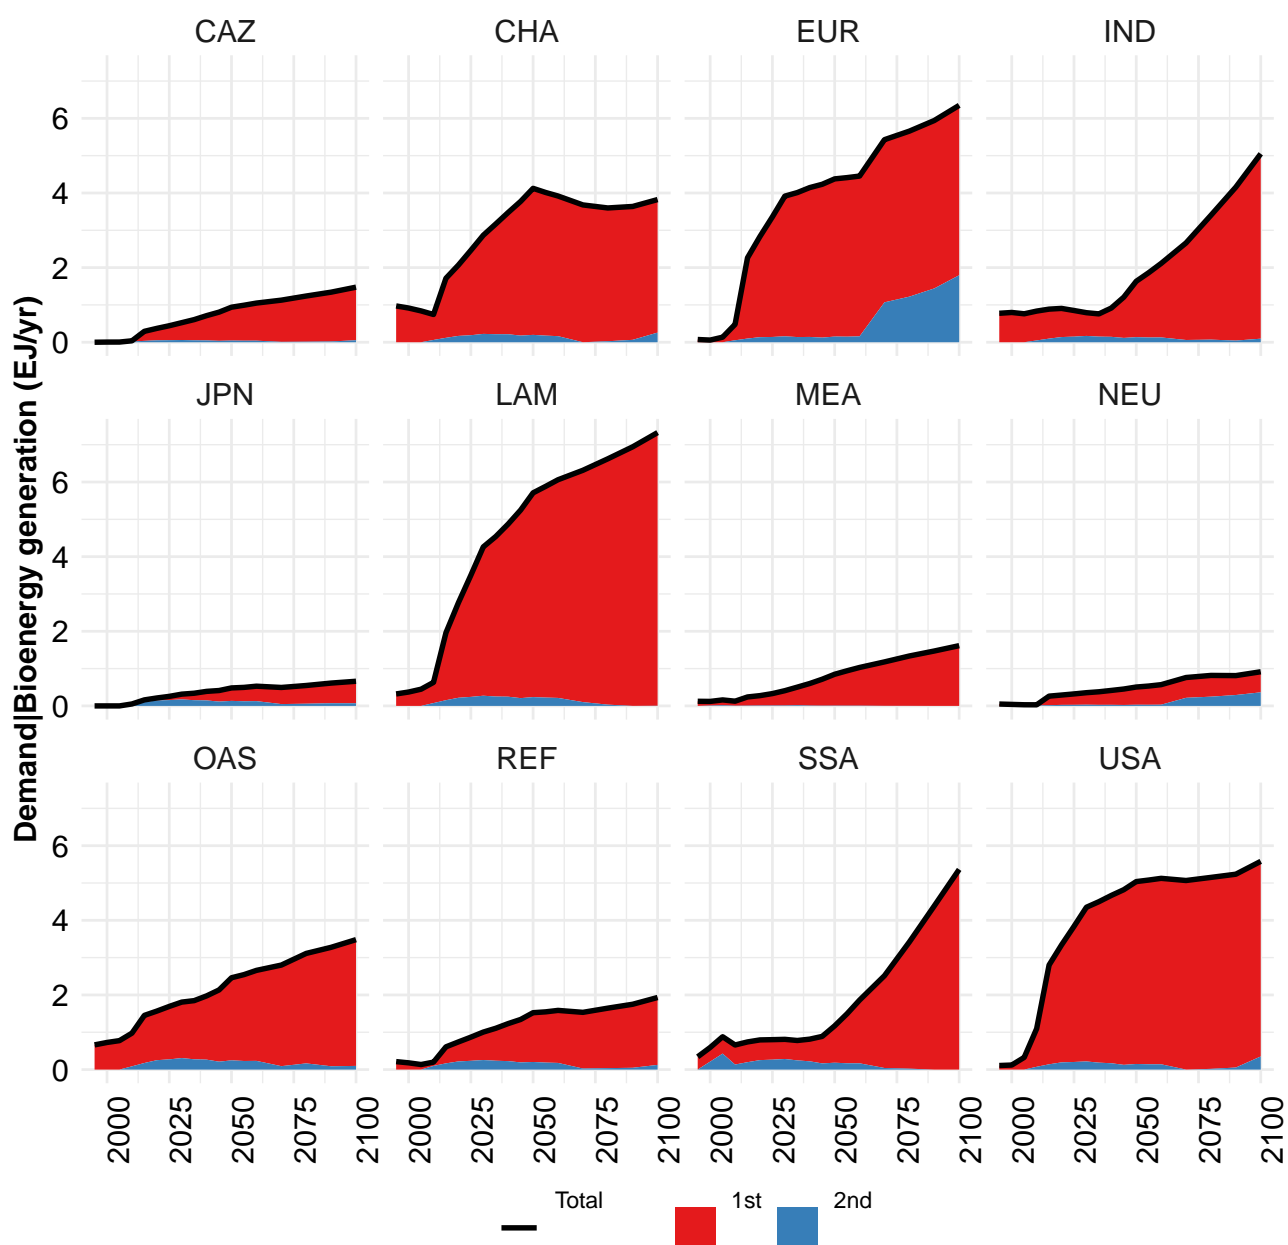 CAZ CHA EUR IND
6
4
2
0
JPN LAM MEA NEU
6
4
2
0
OAS REF SSA USA
6
4
2
0
Demand|Bioenergy generation (EJ/yr)
2000 2025 2050 2075 2100 2000 2025 2050 2075 2100 2000 2025 2050 2075 2100 2000 2025 2050 2075 2100
Total 1st 2nd